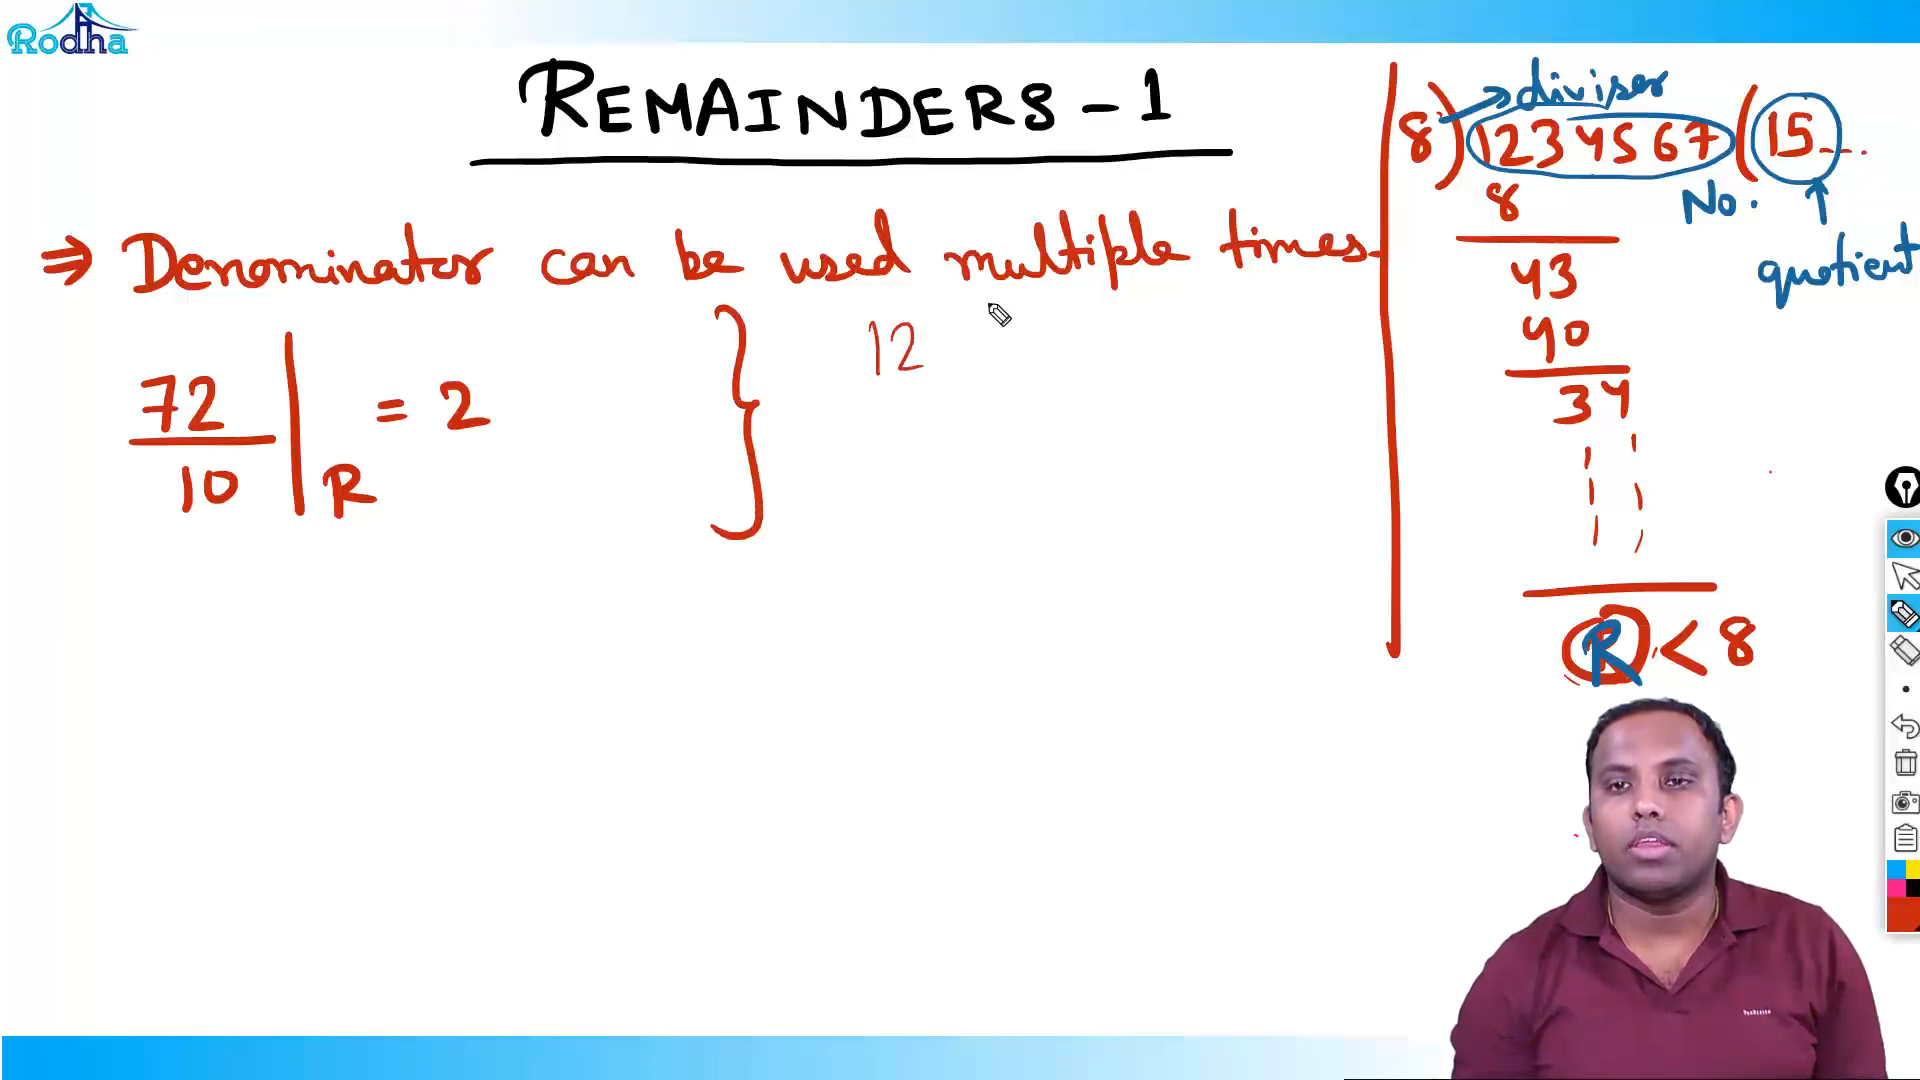 Rodha
REMAINDERS - 1
⇒ Denominator can be used multiple times.
72
10
R
= 2
12
8) 1234567 (15...
→ divisor
No.
↑
quotient
8
43
40
34
R < 8